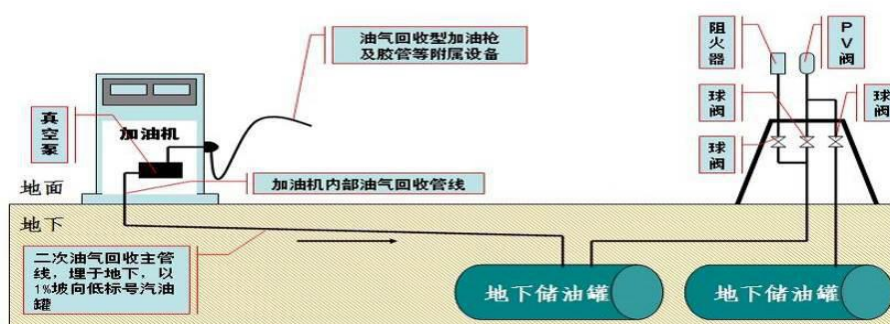 油气回收型加油枪
及胶管等附属设备
阻火器
PV阀
真空泵
加油机
球阀
球阀
球阀
地面
加油机内部油气回收管线
地下
二次油气回收主管
线，埋于地下，以
1%坡向低标号汽油
罐
地下储油罐
地下储油罐